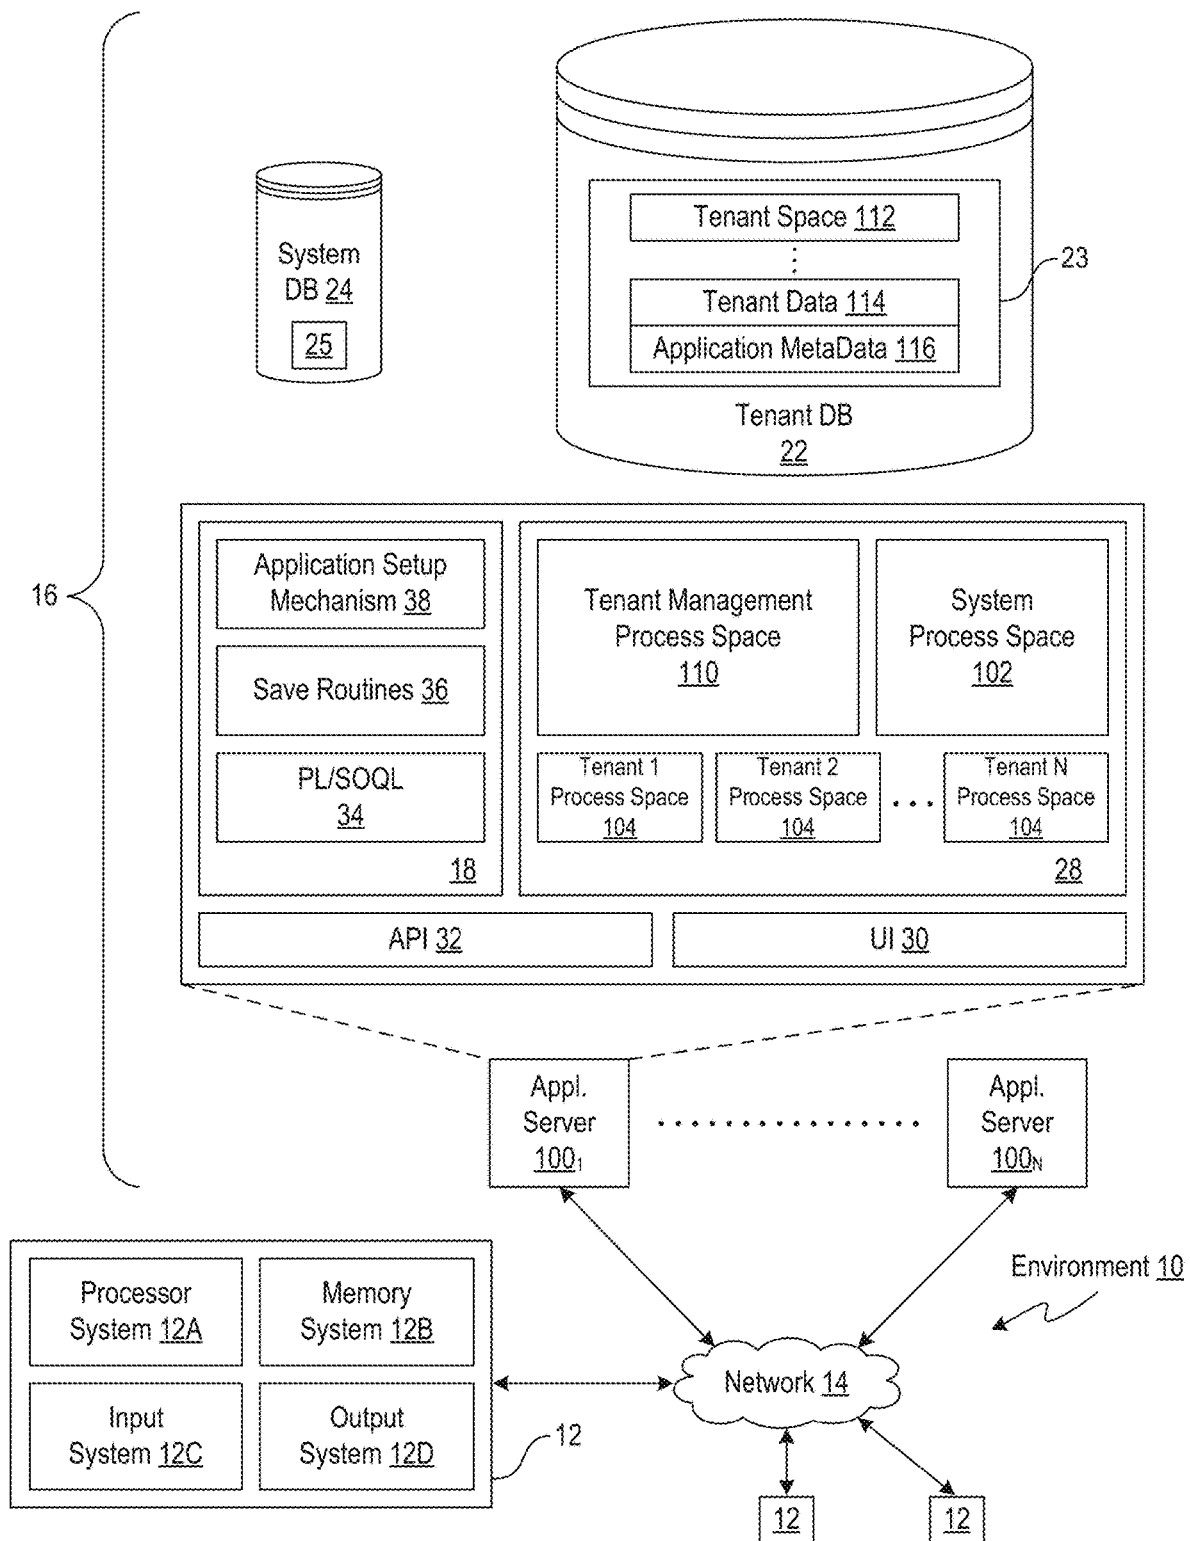 System
DB 24
25
Tenant Space 112
Tenant Data 114
Application MetaData 116
23
Tenant DB
22
16
Application Setup
Mechanism 38
Save Routines 36
PL/SOQL
34
18
Tenant Management
Process Space
110
System
Process Space
102
Tenant 1
Process Space
104
Tenant 2
Process Space
104
Tenant N
Process Space
104
28
API 32
UI 30
Appl.
Server
100₁
Appl.
Server
100N
Environment 10
Processor
System 12A
Memory
System 12B
Input
System 12C
Output
System 12D
12
Network 14
12
12